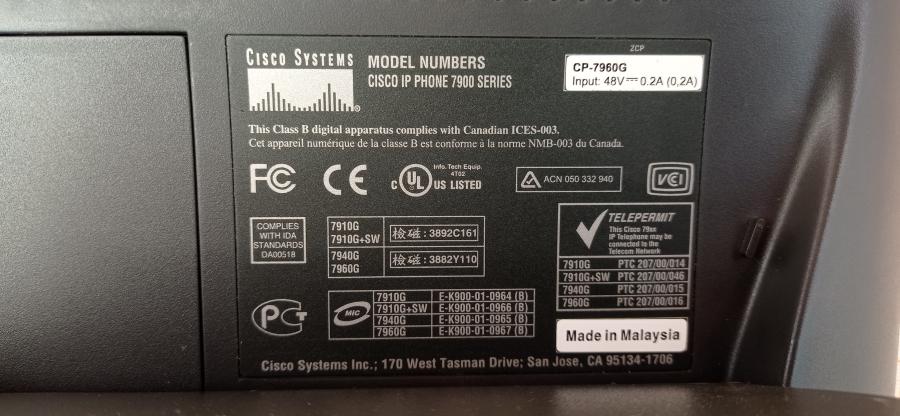 CISCO SYSTEMS
MODEL NUMBERS
CISCO IP PHONE 7900 SERIES
ZCP
CP-7960G
Input: 48V⎓0.2A (0,2A)
This Class B digital apparatus complies with Canadian ICES-003.
Cet appareil numérique de la classe B est conforme à la norme NMB-003 du Canada.
FC CE
Info. Tech Equip.
4T02
C UL US LISTED
ACN 050 332 940
VCI
COMPLIES
WITH IDA
STANDARDS
DA00518
7910G
7910G+SW 檢磁 : 3892C161
7940G
7960G 檢磁 : 3882Y110
TELEPERMIT
This Cisco 79xx
IP Telephone may be
connected to the
Telecom Network
7910G PTC 207/00/014
7910G+SW PTC 207/00/046
7940G PTC 207/00/015
7960G PTC 207/00/016
PCT
MIC
7910G E-K900-01-0964 (B)
7910G+SW E-K900-01-0966 (B)
7940G E-K900-01-0965 (B)
7960G E-K900-01-0967 (B)
Made in Malaysia
Cisco Systems Inc.; 170 West Tasman Drive; San Jose, CA 95134-1706